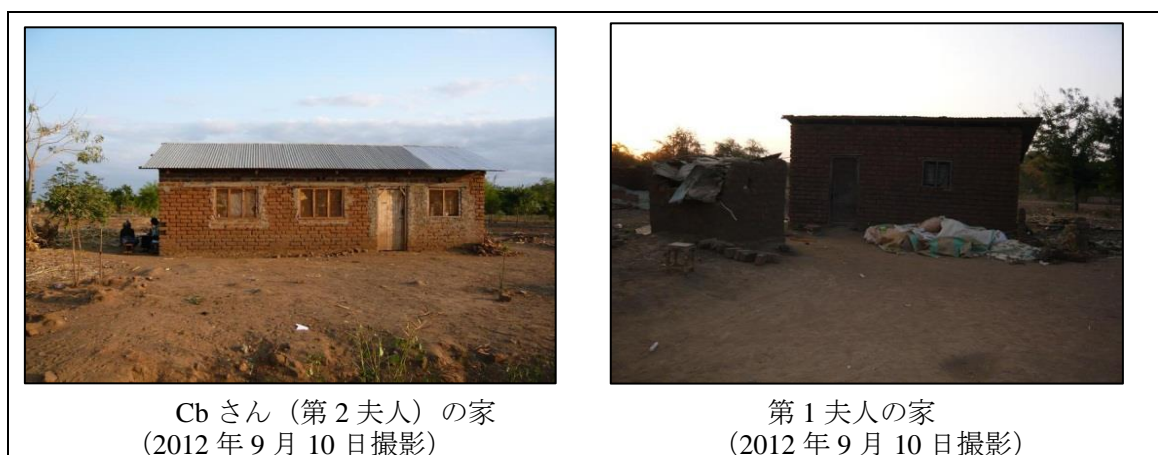 Cb さん（第 2 夫人）の家
（2012 年 9 月 10 日撮影）
第 1 夫人の家
（2012 年 9 月 10 日撮影）